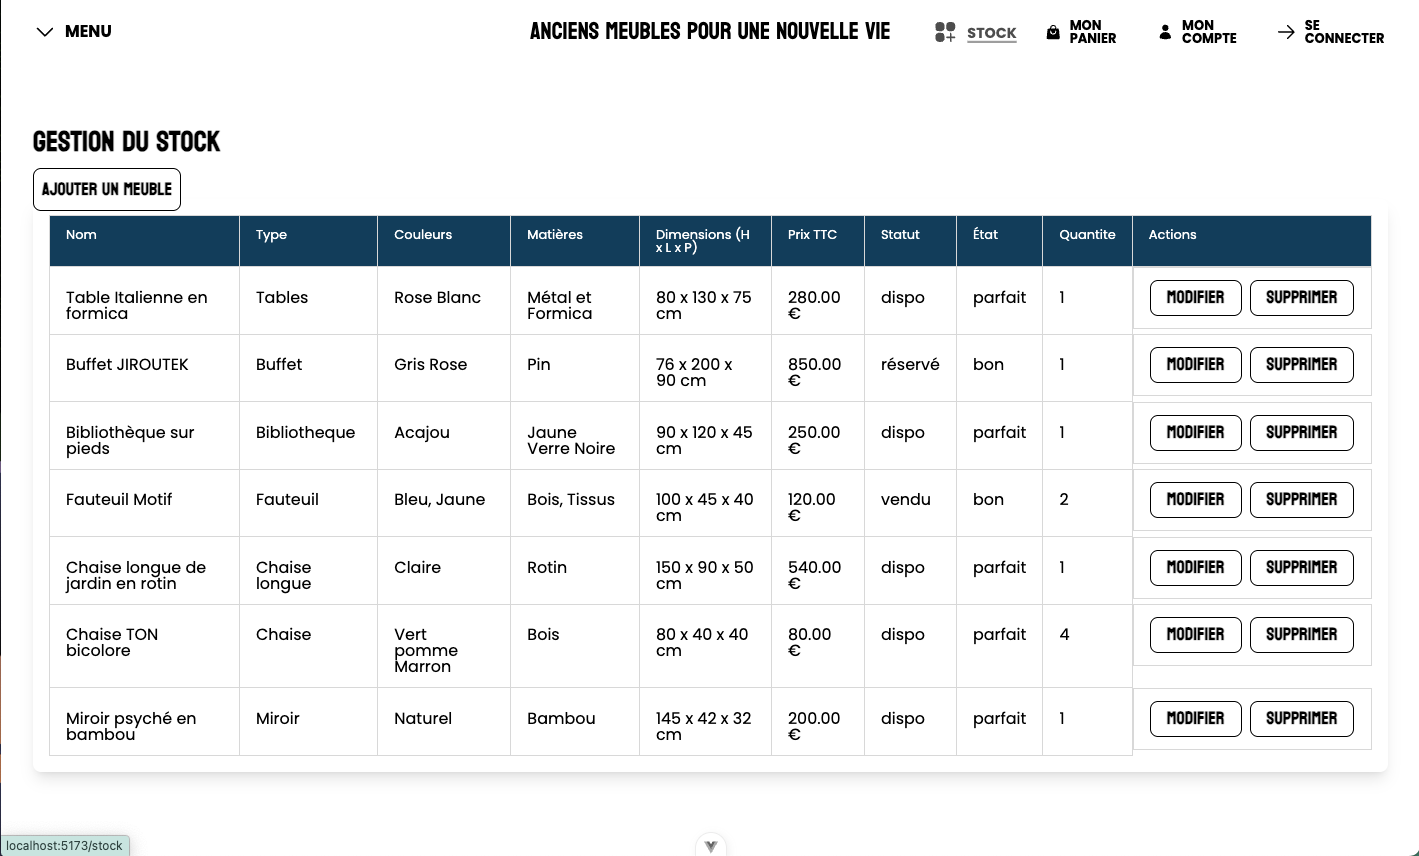 MENU
ANCIENS MEUBLES POUR UNE NOUVELLE VIE
STOCK
MON
PANIER
MON
COMPTE
SE
CONNECTER
GESTION DU STOCK
AJOUTER UN MEUBLE
Nom
Type
Couleurs
Matières
Dimensions (H
x L x P)
Prix TTC
Statut
État
Quantite
Actions
Table Italienne en
formica
Tables
Rose Blanc
Métal et
Formica
80 x 130 x 75
cm
280.00
€
dispo
parfait
1
MODIFIER
SUPPRIMER
Buffet JIROUTEK
Buffet
Gris Rose
Pin
76 x 200 x
90 cm
850.00
€
réservé
bon
1
MODIFIER
SUPPRIMER
Bibliothèque sur
pieds
Bibliotheque
Acajou
Jaune
Verre Noire
90 x 120 x 45
cm
250.00
€
dispo
parfait
1
MODIFIER
SUPPRIMER
Fauteuil Motif
Fauteuil
Bleu, Jaune
Bois, Tissus
100 x 45 x 40
cm
120.00
€
vendu
bon
2
MODIFIER
SUPPRIMER
Chaise longue de
jardin en rotin
Chaise
longue
Claire
Rotin
150 x 90 x 50
cm
540.00
€
dispo
parfait
1
MODIFIER
SUPPRIMER
Chaise TON
bicolore
Chaise
Vert
pomme
Marron
Bois
80 x 40 x 40
cm
80.00
€
dispo
parfait
4
MODIFIER
SUPPRIMER
Miroir psyché en
bambou
Miroir
Naturel
Bambou
145 x 42 x 32
cm
200.00
€
dispo
parfait
1
MODIFIER
SUPPRIMER
localhost:5173/stock